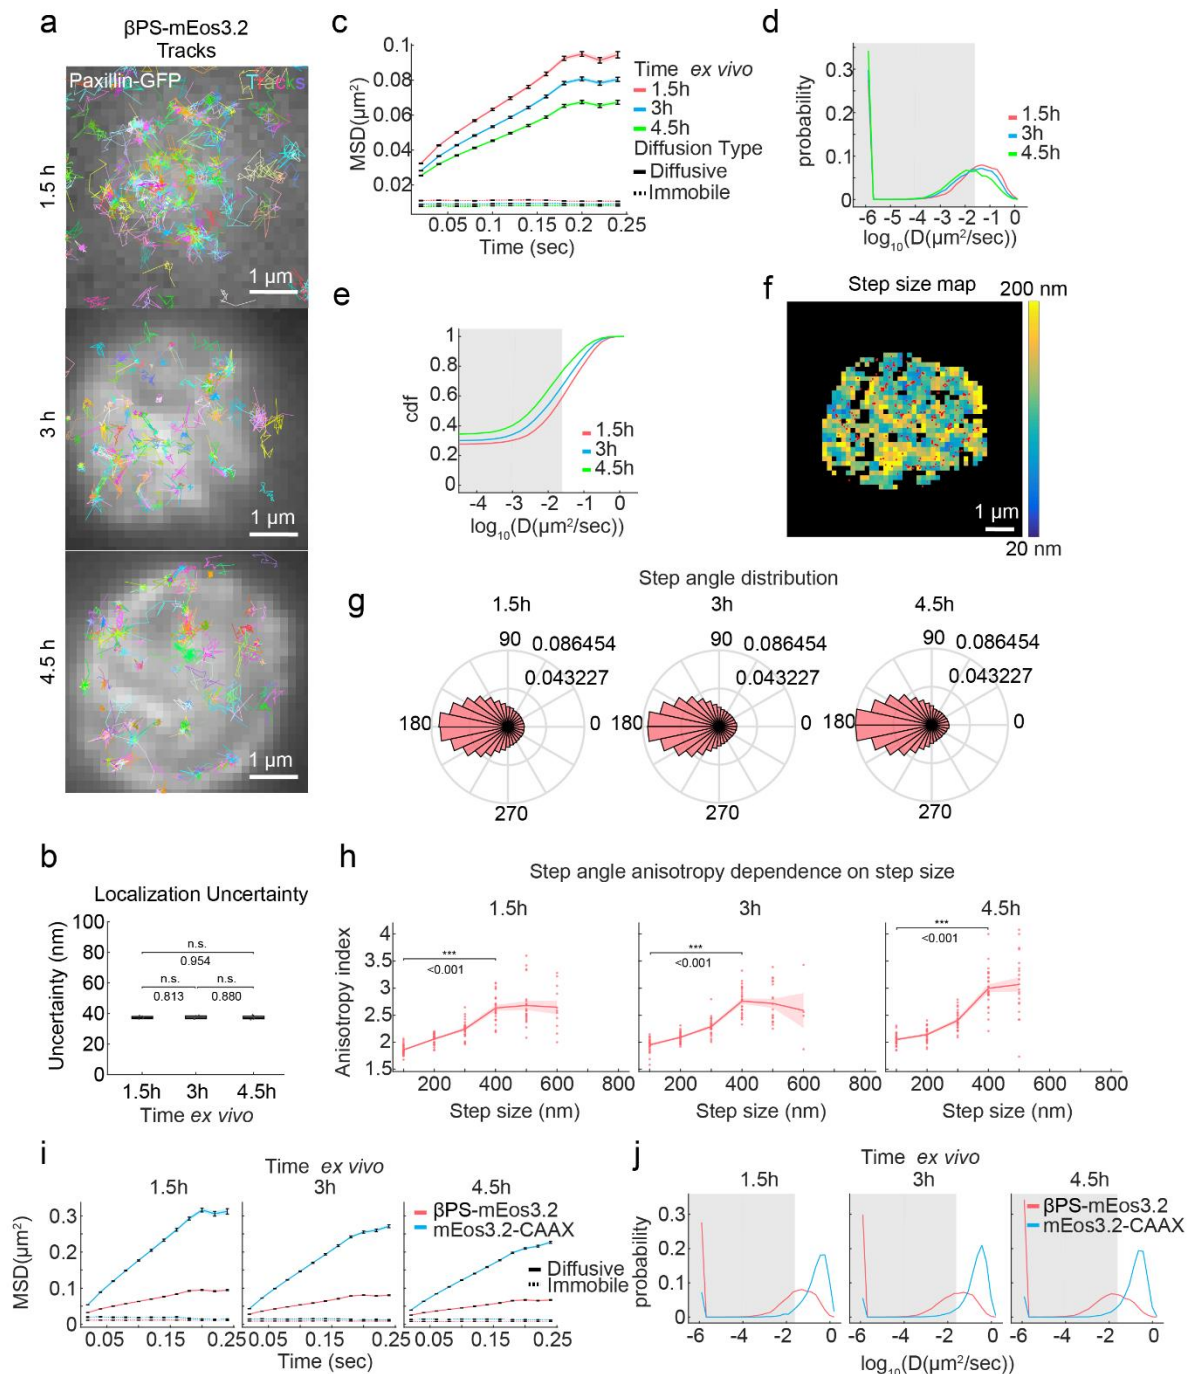 a
βPS-mEos3.2
Tracks
Paxillin-GFP
Tracks
1.5 h
1 µm
3 h
1 µm
4.5 h
1 µm
b
Localization Uncertainty
Uncertainty (nm)
100
80
60
40
20
0
n.s.
0.954
n.s.
0.813
n.s.
0.880
1.5h 3h 4.5h
Time ex vivo
c
MSD(µm²)
0.1
0.08
0.06
0.04
0.02
0.05 0.10 0.15 0.20 0.25
Time (sec)
Time ex vivo
1.5h
3h
4.5h
Diffusion Type
Diffusive
Immobile
d
probability
0.3
0.2
0.1
0
-6 -5 -4 -3 -2 -1 0
log10(D(µm²/sec))
1.5h
3h
4.5h
e
cdf
1
0.8
0.6
0.4
0.2
0
-4 -3 -2 -1 0
log10(D(µm²/sec))
1.5h
3h
4.5h
f
Step size map
200 nm
20 nm
1 µm
g
Step angle distribution
1.5h
90
0.086454
0.043227
180
0
270
3h
90
0.086454
0.043227
180
0
270
4.5h
90
0.086454
0.043227
180
0
270
h
Step angle anisotropy dependence on step size
Anisotropy index
4
3.5
3
2.5
2
1.5
1.5h
***
<0.001
200 400 600 800
Step size (nm)
3h
***
<0.001
200 400 600 800
Step size (nm)
4.5h
***
<0.001
200 400 600 800
Step size (nm)
i
Time ex vivo
1.5h 3h 4.5h
MSD(µm²)
0.3
0.2
0.1
0
βPS-mEos3.2
mEos3.2-CAAX
Diffusive
Immobile
0.05 0.15 0.25
0.05 0.15 0.25
0.05 0.15 0.25
Time (sec)
j
Time ex vivo
1.5h 3h 4.5h
probability
0.3
0.2
0.1
0
βPS-mEos3.2
mEos3.2-CAAX
-6 -4 -2 0
-6 -4 -2 0
-6 -4 -2 0
log10(D(µm²/sec))